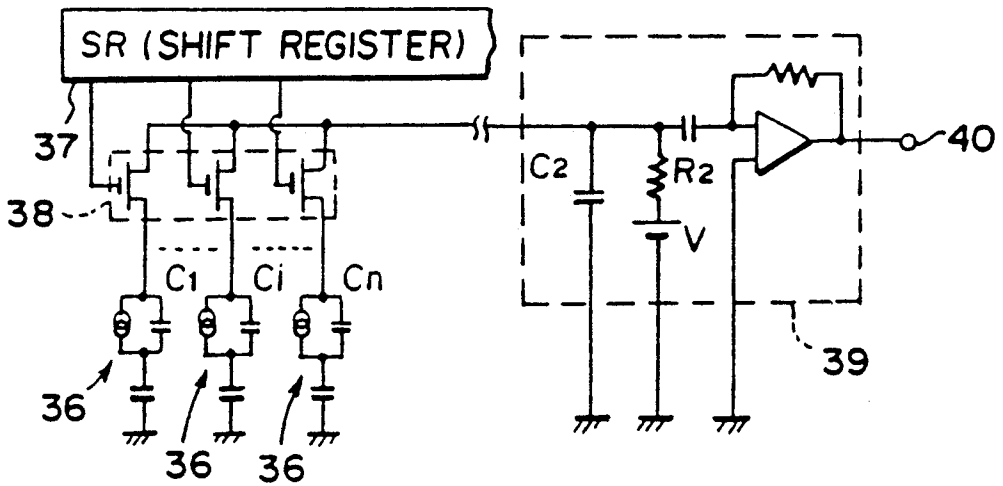 SR (SHIFT REGISTER)
37
38
C1
Ci
Cn
36
36
36
C2
R2
V
39
40